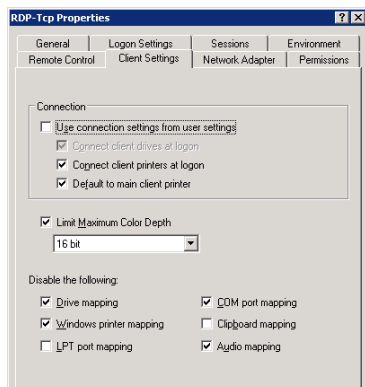 RDP-Tcp Properties
General Logon Settings Sessions Environment
Remote Control Client Settings Network Adapter Permissions
Connection
Use connection settings from user settings
Connect client drives at logon
Connect client printers at logon
Default to main client printer
Limit Maximum Color Depth
16 bit
Disable the following:
Drive mapping COM port mapping
Windows printer mapping Clipboard mapping
LPT port mapping Audio mapping